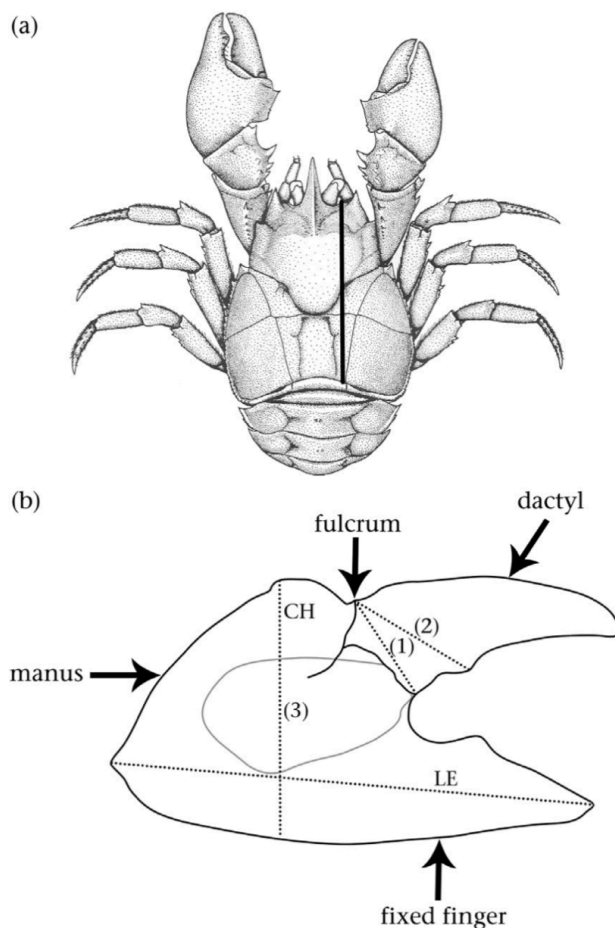 (a)
(b)
fulcrum
dactyl
CH
(2)
(1)
manus
(3)
LE
fixed finger